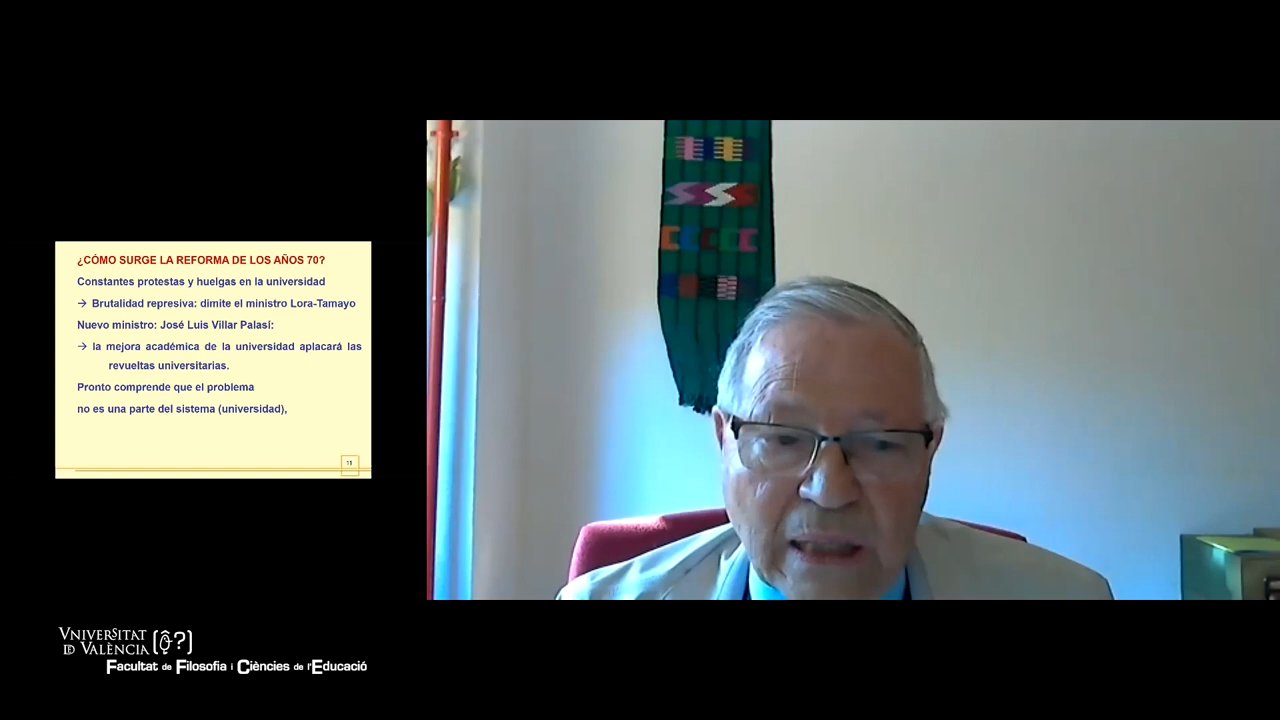 ¿CÓMO SURGE LA REFORMA DE LOS AÑOS 70?
Constantes protestas y huelgas en la universidad
→ Brutalidad represiva: dimite el ministro Lora-Tamayo
Nuevo ministro: José Luis Villar Palasí:
→ la mejora académica de la universidad aplacará las
revueltas universitarias.
Pronto comprende que el problema
no es una parte del sistema (universidad),
11
VNIVERSITAT
ID VALÈNCIA
Facultat de Filosofia i Ciències de l'Educació